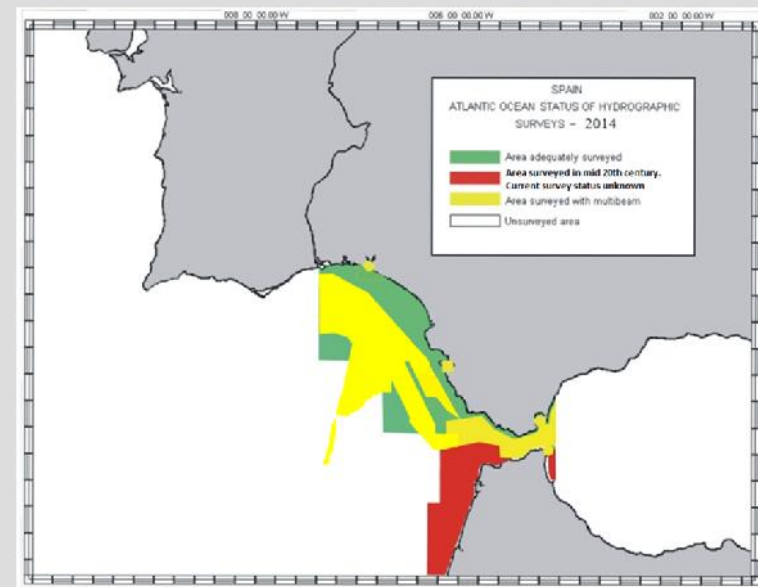 008 00 00.00 W
006 00 00.00 W
002 00 00.00 W
SPAIN
ATLANTIC OCEAN STATUS OF HYDROGRAPHIC
SURVEYS - 2014
Area adequately surveyed
Area surveyed in mid 20th century.
Current survey status unknown
Area surveyed with multibeam
Unsurveyed area